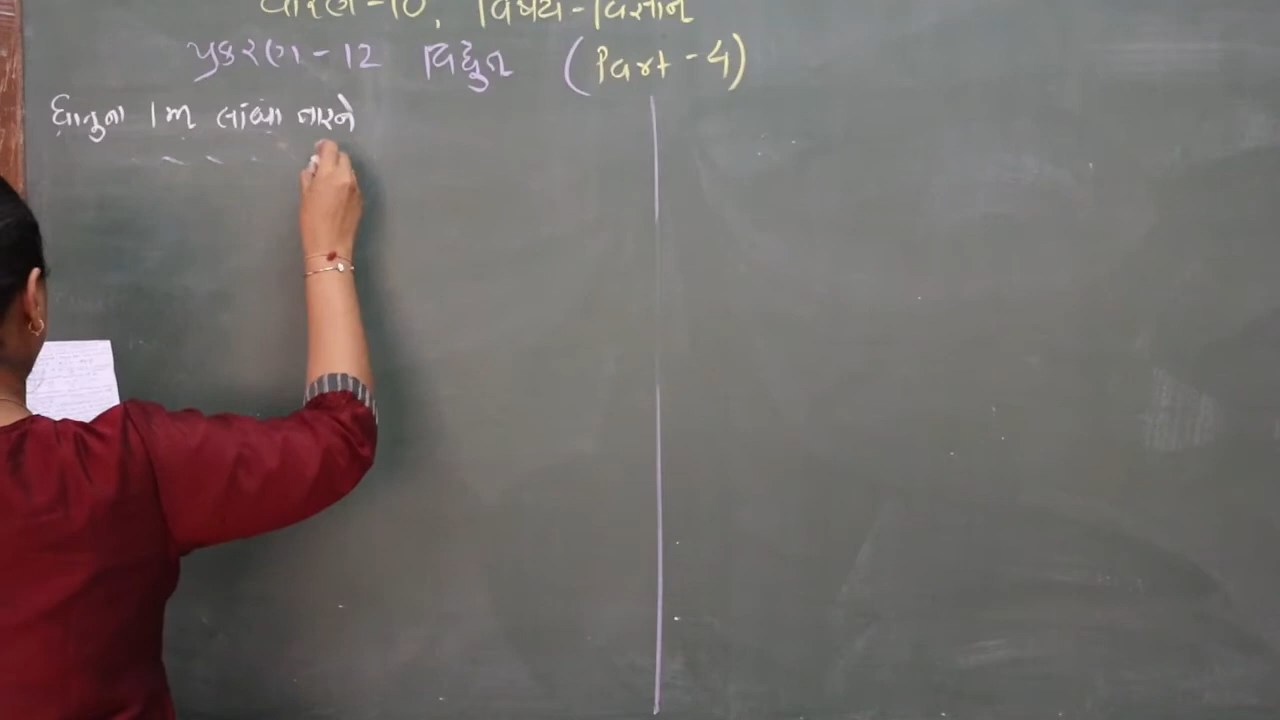 ધોરણ-10, વિષય-વિજ્ઞાન
પ્રકરણ-12 વિદ્યુત (Part-4)
ધાતુના 1m લાંબા તારને